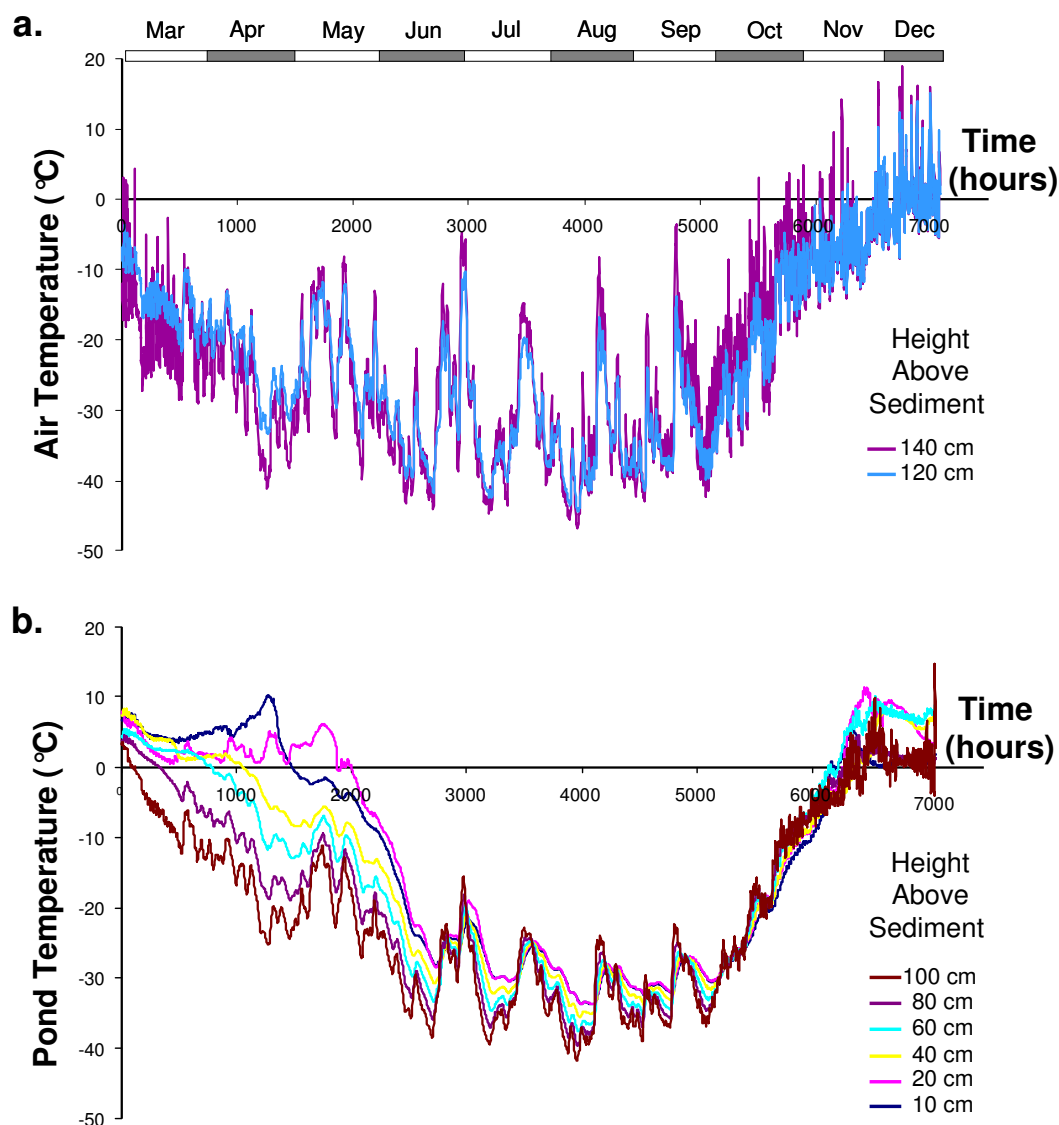 a.
Mar Apr May Jun Jul Aug Sep Oct Nov Dec
Air Temperature (°C)
20
10
0
-10
-20
-30
-40
-50
0 1000 2000 3000 4000 5000 6000 7000
Time
(hours)
Height
Above
Sediment
140 cm
120 cm
b.
Pond Temperature (°C)
20
10
0
-10
-20
-30
-40
-50
0 1000 2000 3000 4000 5000 6000 7000
Time
(hours)
Height
Above
Sediment
100 cm
80 cm
60 cm
40 cm
20 cm
10 cm